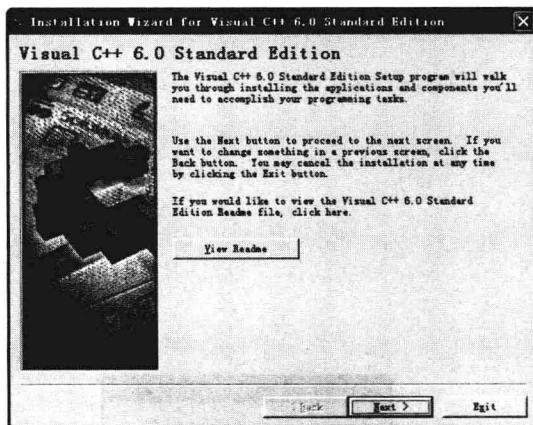 Installation Wizard for Visual C++ 6.0 Standard Edition
Visual C++ 6.0 Standard Edition
The Visual C++ 6.0 Standard Edition Setup program will walk
you through installing the applications and components you'll
need to accomplish your programming tasks.
Use the Next button to proceed to the next screen. If you
want to change something in a previous screen, click the
Back button. You may cancel the installation at any time
by clicking the Exit button.
If you would like to view the Visual C++ 6.0 Standard
Edition Readme file, click here.
View Readme
< Back
Next >
Exit